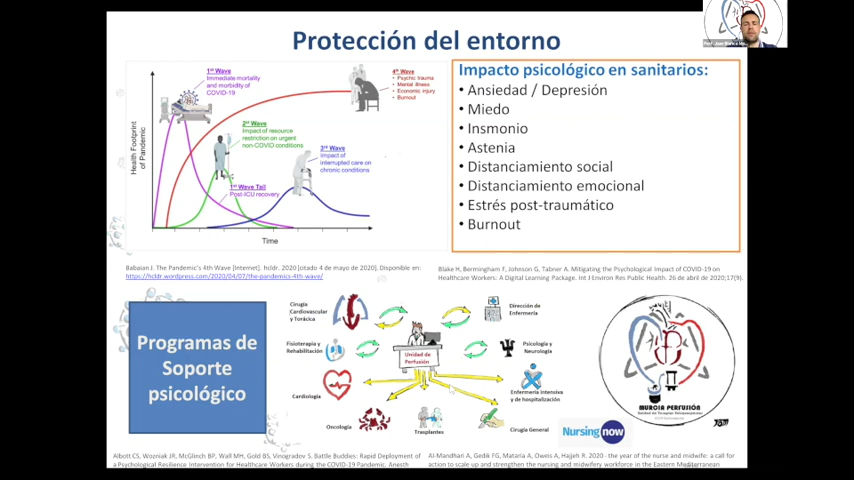 Protección del entorno
1st Wave
Immediate mortality
and morbidity of
COVID-19
4th Wave
• Psychic trauma
• Mental illness
• Economic injury
• Burnout
2nd Wave
Impact of resource
restriction on urgent
non-COVID conditions
3rd Wave
Impact of
interrupted care on
chronic conditions
1st Wave Tail
Post-ICU recovery
Health Footprint
of Pandemic
Time
Impacto psicológico en sanitarios:
• Ansiedad / Depresión
• Miedo
• Insmonio
• Astenia
• Distanciamiento social
• Distanciamiento emocional
• Estrés post-traumático
• Burnout
Babaian J. The Pandemic's 4th Wave [Internet]. hcldr. 2020 [citado 4 de mayo de 2020]. Disponible en:
https://hcldr.wordpress.com/2020/04/07/the-pandemics-4th-wave/
Blake H, Bermingham F, Johnson G, Tabner A. Mitigating the Psychological Impact of COVID-19 on
Healthcare Workers: A Digital Learning Package. Int J Environ Res Public Health. 26 de abril de 2020;17(9).
Programas de
Soporte
psicológico
Cirugía
Cardiovascular
y Torácica
Fisioterapia y
Rehabilitación
Cardiología
Oncología
Trasplantes
Cirugía General
Enfermería intensiva
y de hospitalización
Psicología y
Neurología
Dirección de
Enfermería
Unidad de
Perfusión
MURCIA PERFUSIÓN
Nursing now
Albott CS, Wozniak JR, McGlinch BP, Wall MH, Gold BS, Vinogradov S. Battle Buddies: Rapid Deployment of
a Psychological Resilience Intervention for Healthcare Workers during the COVID-19 Pandemic. Anesth
Al-Mandhari A, Gedik FG, Mataria A, Oweis A, Hajjeh R. 2020 - the year of the nurse and midwife: a call for
action to scale up and strengthen the nursing and midwifery workforce in the Eastern Mediterranean